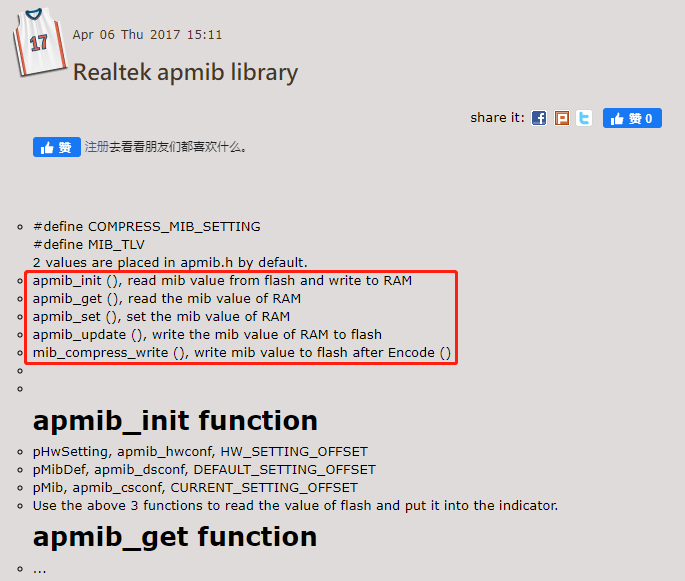 17
Apr 06 Thu 2017 15:11
Realtek apmib library
share it:
赞 0
赞
注册去看看朋友们都喜欢什么。
#define COMPRESS_MIB_SETTING
#define MIB_TLV
2 values are placed in apmib.h by default.
apmib_init (), read mib value from flash and write to RAM
apmib_get (), read the mib value of RAM
apmib_set (), set the mib value of RAM
apmib_update (), write the mib value of RAM to flash
mib_compress_write (), write mib value to flash after Encode ()
apmib_init function
pHwSetting, apmib_hwconf, HW_SETTING_OFFSET
pMibDef, apmib_dsconf, DEFAULT_SETTING_OFFSET
pMib, apmib_csconf, CURRENT_SETTING_OFFSET
Use the above 3 functions to read the value of flash and put it into the indicator.
apmib_get function
...